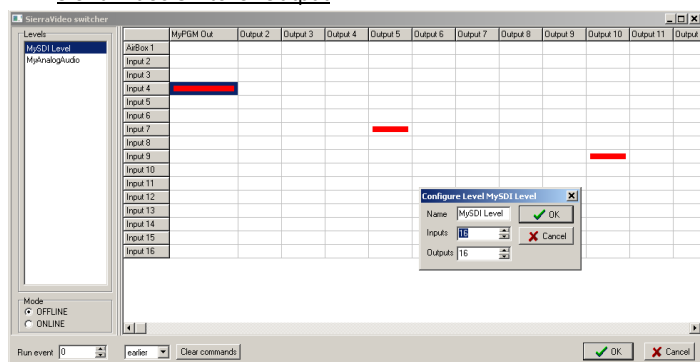 SierraVideo switcher
Levels
MySDI Level
MyAnalogAudio
MyPGM Out Output 2 Output 3 Output 4 Output 5 Output 6 Output 7 Output 8 Output 9 Output 10 Output 11 Output
AirBox 1
Input 2
Input 3
Input 4
Input 5
Input 6
Input 7
Input 8
Input 9
Input 10
Input 11
Input 12
Input 13
Input 14
Input 15
Input 16
Configure Level MySDI Level
Name MySDI Level OK
Inputs 16 Cancel
Outputs 16
Mode
OFFLINE
ONLINE
Run event 0 earlier Clear commands OK Cancel